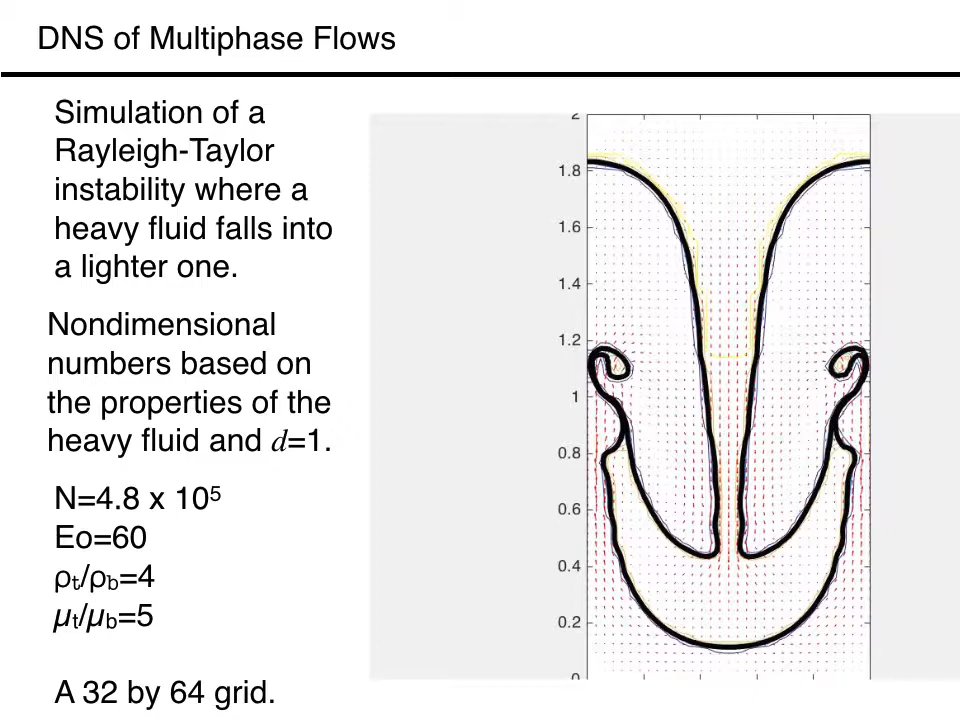 DNS of Multiphase Flows
Simulation of a
Rayleigh-Taylor
instability where a
heavy fluid falls into
a lighter one.
Nondimensional
numbers based on
the properties of the
heavy fluid and d=1.
N=4.8 x 10⁵
Eo=60
ρt/ρb=4
μt/μb=5
A 32 by 64 grid.
2
1.8
1.6
1.4
1.2
1
0.8
0.6
0.4
0.2
0